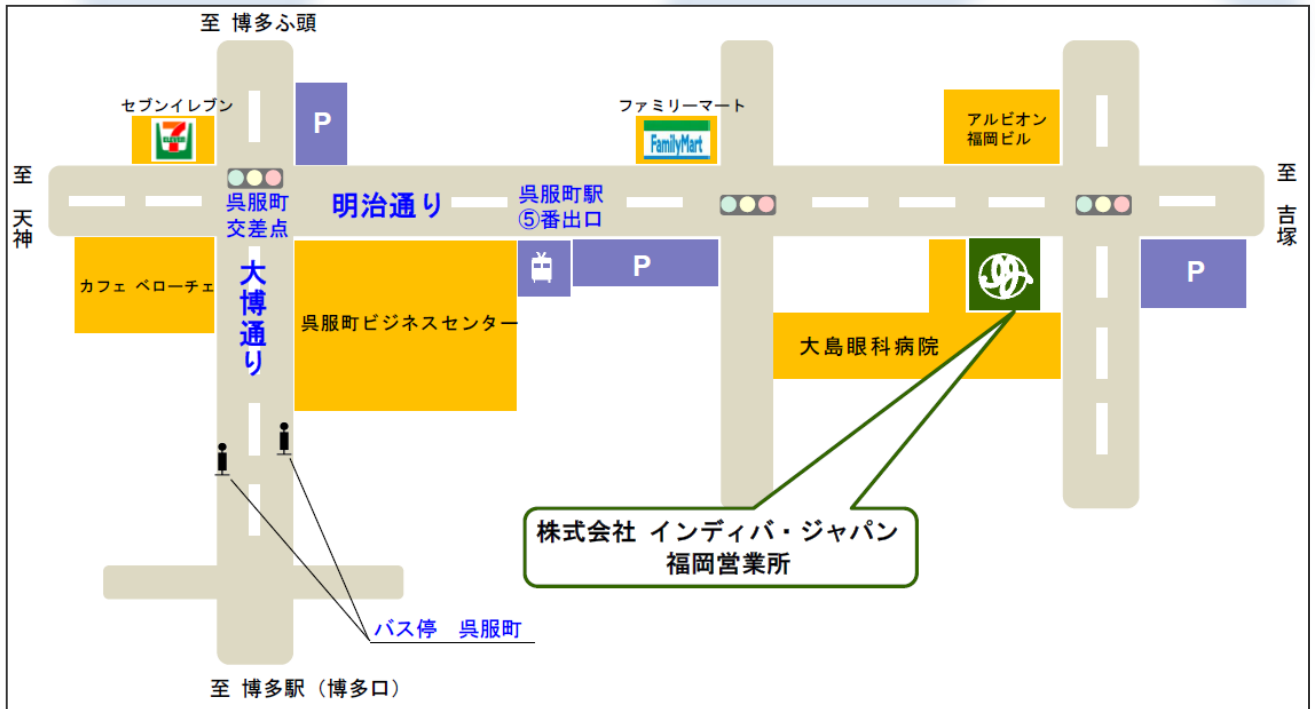 至 博多ふ頭
セブンイレブン
7
ELEVEN
P
ファミリーマート
FamilyMart
アルビオン
福岡ビル
至 天神
呉服町
交差点
明治通り
呉服町駅
⑤番出口
至 吉塚
カフェ ベローチェ
大博通り
呉服町ビジネスセンター
P
P
大島眼科病院
株式会社 インディバ・ジャパン
福岡営業所
バス停 呉服町
至 博多駅（博多口）